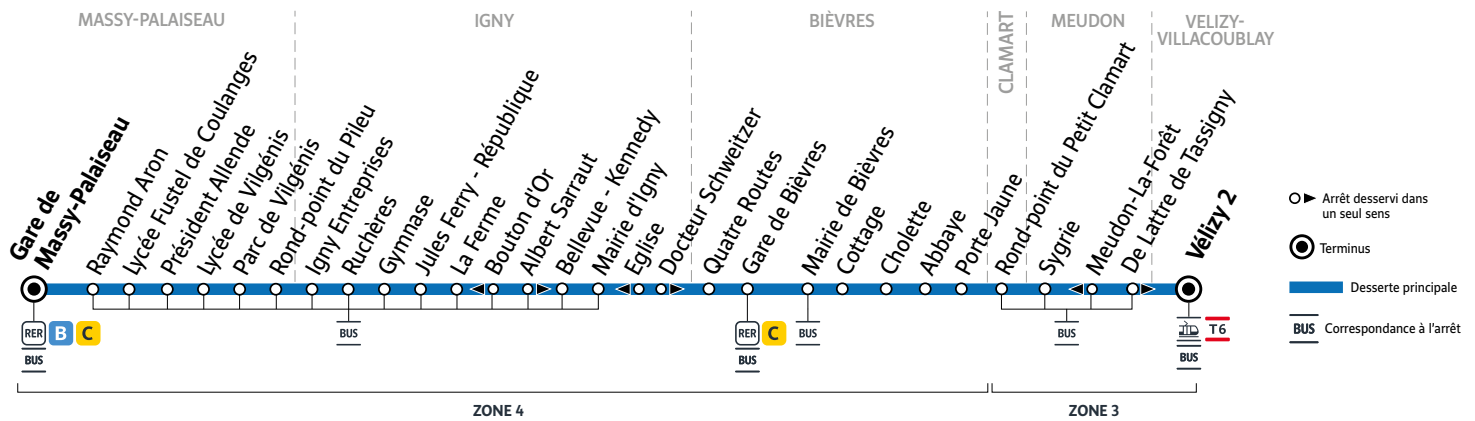 MASSY-PALAISEAU
IGNY
BIÈVRES
CLAMART
MEUDON
VELIZY-
VILLACOUBLAY
Gare de
Massy-Palaiseau
Raymond Aron
Lycée Fustel de Coulanges
Président Allende
Lycée de Vilgénis
Parc de Vilgénis
Rond-point du Pileu
Igny Entreprises
Ruchères
Gymnase
Jules Ferry - République
La Ferme
Bouton d'Or
Albert Sarraut
Bellevue - Kennedy
Mairie d'Igny
Eglise
Docteur Schweitzer
Quatre Routes
Gare de Bièvres
Mairie de Bièvres
Cottage
Cholette
Abbaye
Porte Jaune
Rond-point du Petit Clamart
Sygrie
Meudon-La-Forêt
De Lattre de Tassigny
Vélizy 2
RER B C
BUS
BUS
RER C
BUS
BUS
BUS
T6
BUS
ZONE 4
ZONE 3
Arrêt desservi dans
un seul sens
Terminus
Desserte principale
BUS Correspondance à l'arrêt